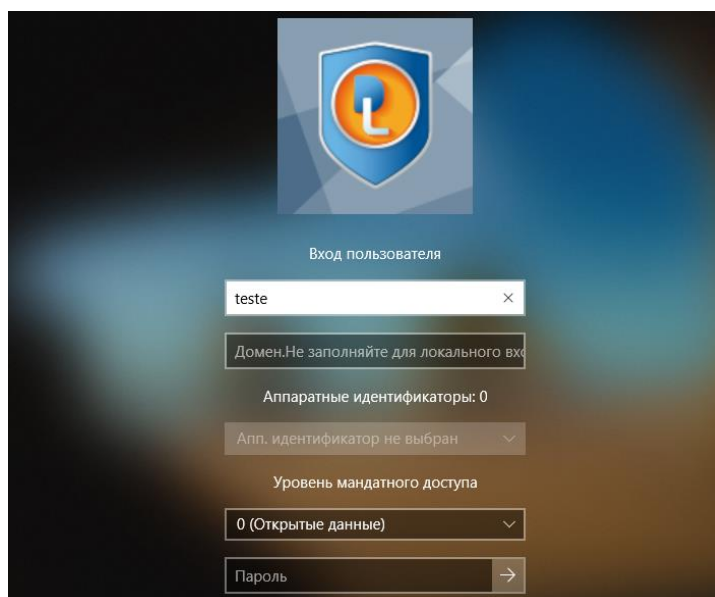 Вход пользователя
teste
Домен.Не заполняйте для локального вхо
Аппаратные идентификаторы: 0
Апп. идентификатор не выбран
Уровень мандатного доступа
0 (Открытые данные)
Пароль